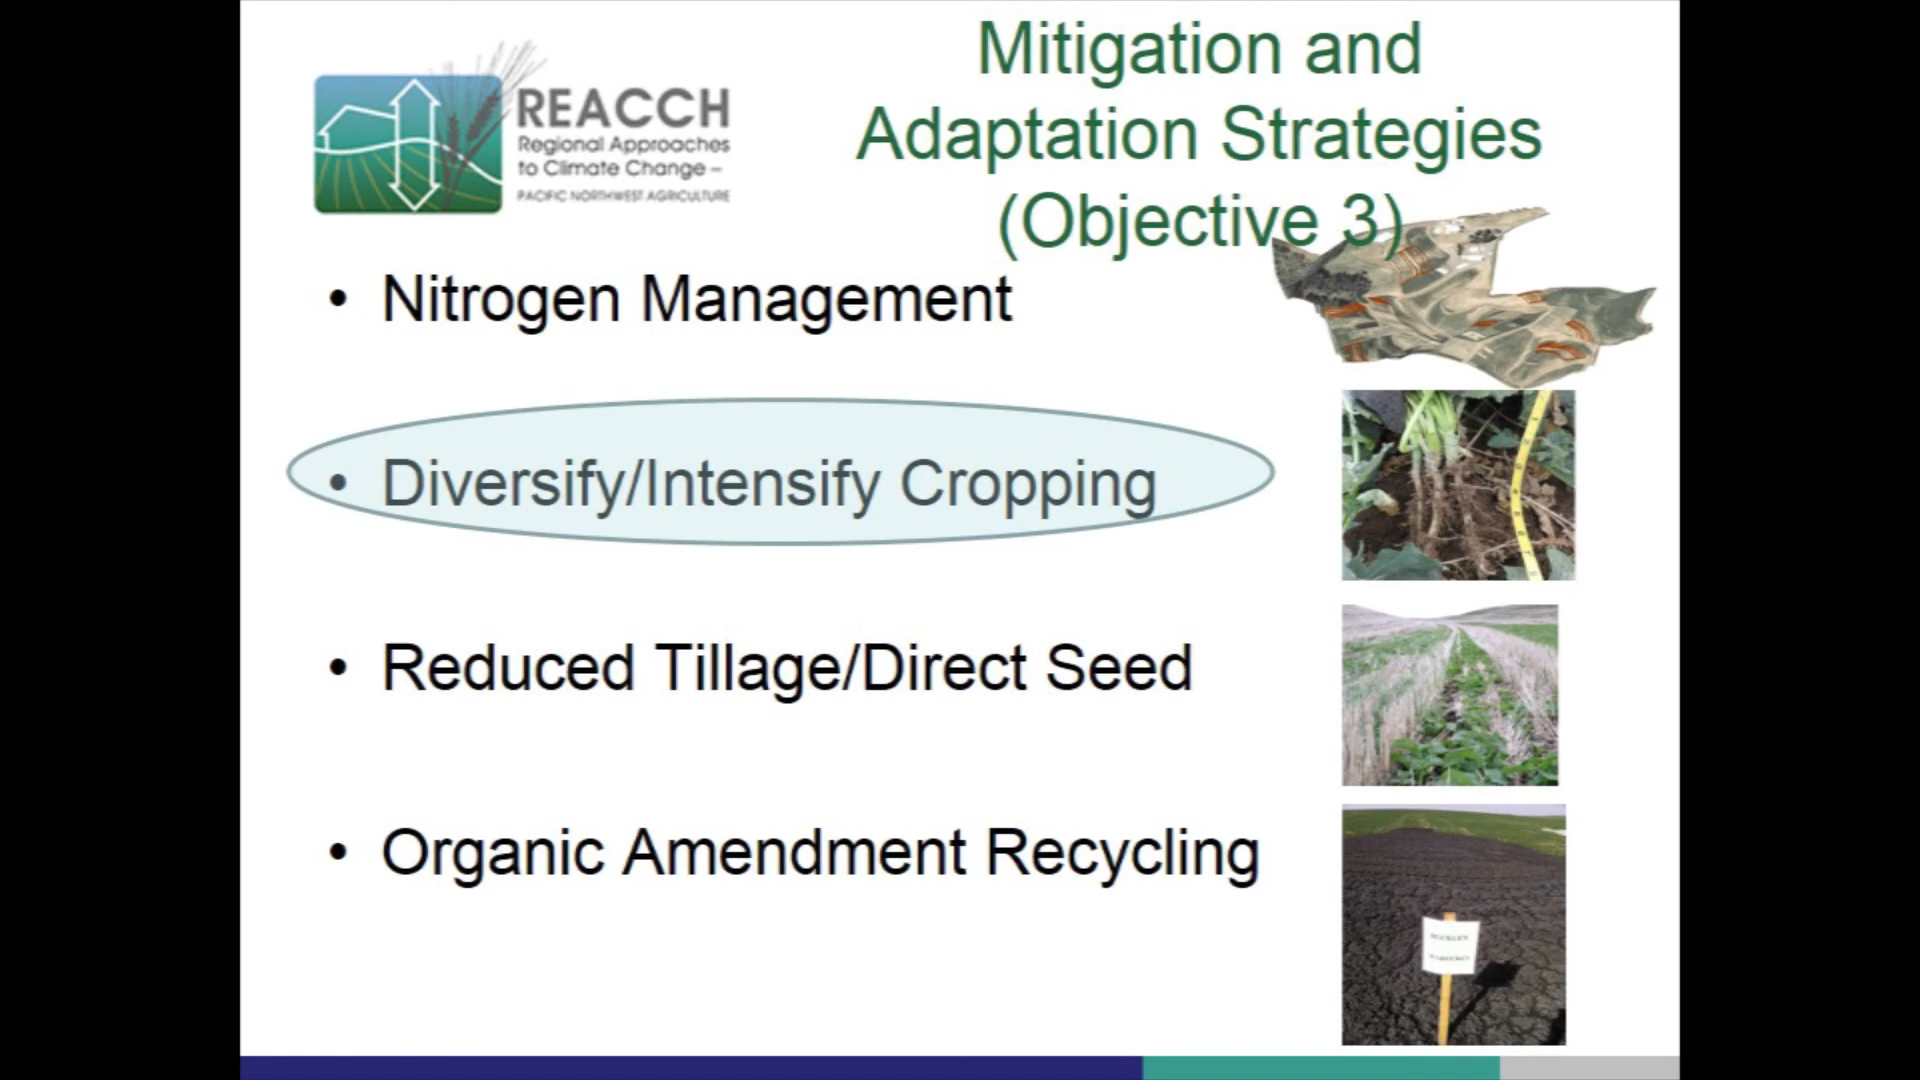 REACCH
Regional Approaches
to Climate Change –
PACIFIC NORTHWEST AGRICULTURE
Mitigation and
Adaptation Strategies
(Objective 3)
• Nitrogen Management
• Diversify/Intensify Cropping
• Reduced Tillage/Direct Seed
• Organic Amendment Recycling